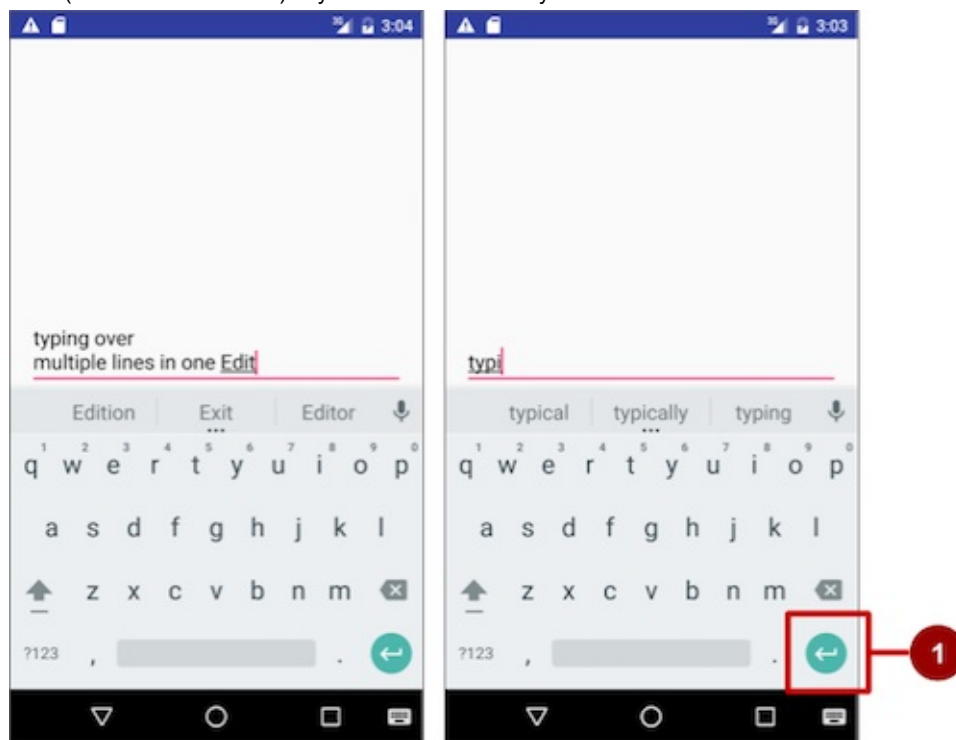 3G 3:04
typing over
multiple lines in one Edit
Edition Exit Editor
q 1 w 2 e 3 r 4 t 5 y 6 u 7 i 8 o 9 p 0
a s d f g h j k l
z x c v b n m
?123 , .
3G 3:03
typi
typical typically typing
q 1 w 2 e 3 r 4 t 5 y 6 u 7 i 8 o 9 p 0
a s d f g h j k l
z x c v b n m
?123 , .
1